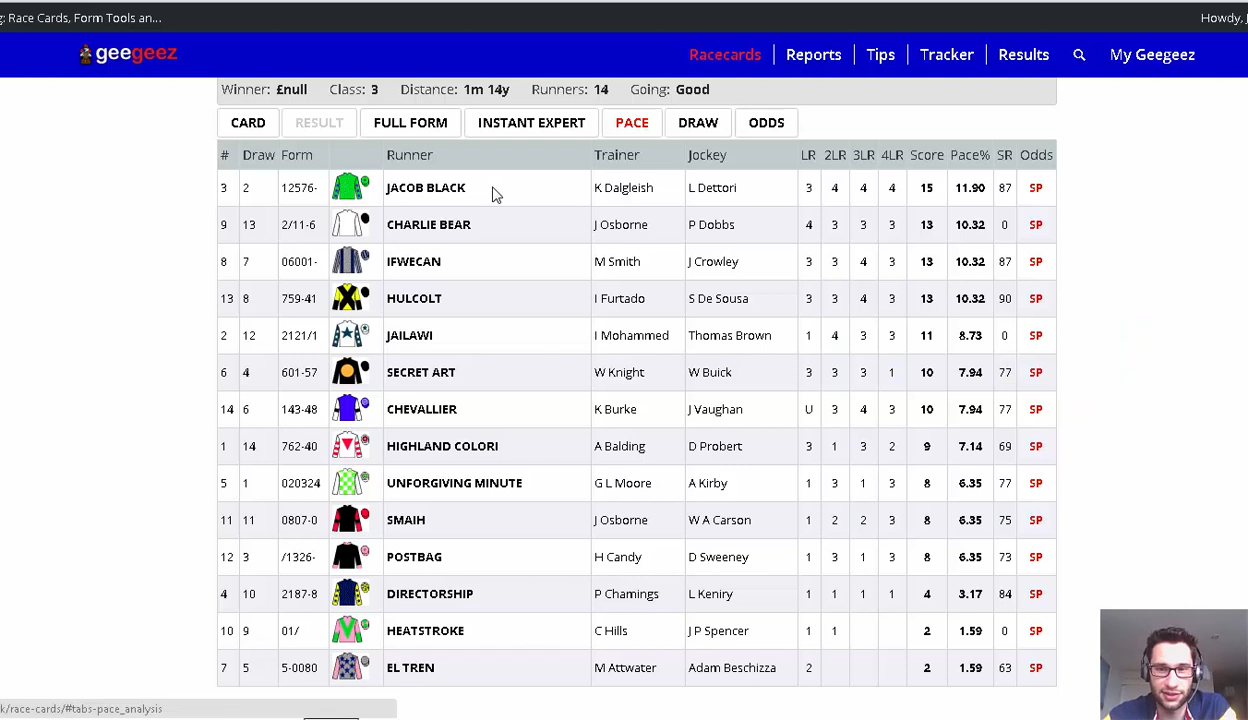 g: Race Cards, Form Tools an... Howdy, J
geegeez Racecards Reports Tips Tracker Results My Geegeez
Winner: £null Class: 3 Distance: 1m 14y Runners: 14 Going: Good
CARD RESULT FULL FORM INSTANT EXPERT PACE DRAW ODDS
# Draw Form Runner Trainer Jockey LR 2LR 3LR 4LR Score Pace% SR Odds
3 2 12576- JACOB BLACK K Dalgleish L Dettori 3 4 4 4 15 11.90 87 SP
9 13 2/11-6 CHARLIE BEAR J Osborne P Dobbs 4 3 3 3 13 10.32 0 SP
8 7 06001- IFWECAN M Smith J Crowley 3 3 4 3 13 10.32 87 SP
13 8 759-41 HULCOLT I Furtado S De Sousa 3 3 4 3 13 10.32 90 SP
2 12 2121/1 JAILAWI I Mohammed Thomas Brown 1 4 3 3 11 8.73 0 SP
6 4 601-57 SECRET ART W Knight W Buick 3 3 3 1 10 7.94 77 SP
14 6 143-48 CHEVALLIER K Burke J Vaughan U 3 4 3 10 7.94 77 SP
1 14 762-40 HIGHLAND COLORI A Balding D Probert 3 1 3 2 9 7.14 69 SP
5 1 020324 UNFORGIVING MINUTE G L Moore A Kirby 1 3 1 3 8 6.35 77 SP
11 11 0807-0 SMAIH J Osborne W A Carson 1 2 2 3 8 6.35 75 SP
12 3 /1326- POSTBAG H Candy D Sweeney 1 3 1 3 8 6.35 73 SP
4 10 2187-8 DIRECTORSHIP P Chamings L Keniry 1 1 1 1 4 3.17 84 SP
10 9 01/ HEATSTROKE C Hills J P Spencer 1 1 2 1.59 0 SP
7 5 5-0080 EL TREN M Attwater Adam Beschizza 2 2 1.59 63 SP
k/race-cards/#tabs-pace_analysis